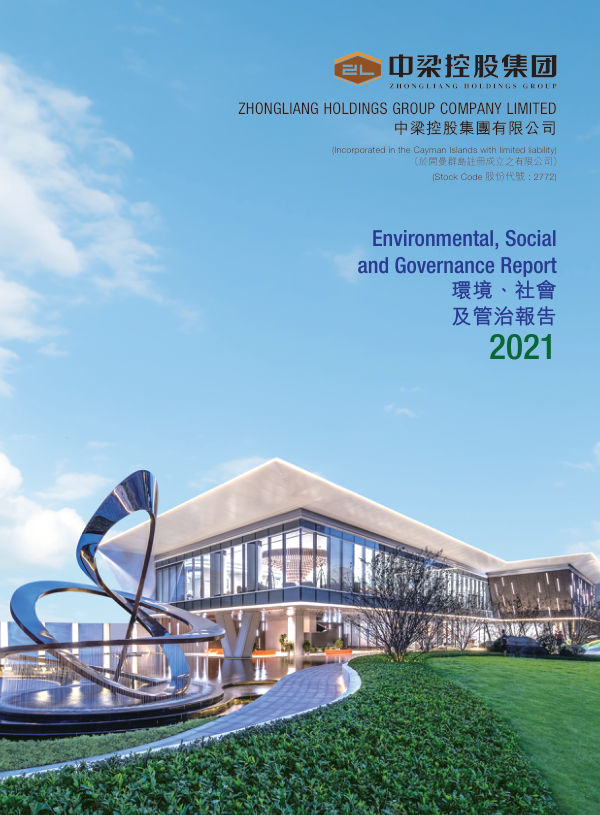 ZL 中梁控股集团
ZHONGLIANG HOLDINGS GROUP
ZHONGLIANG HOLDINGS GROUP COMPANY LIMITED
中梁控股集團有限公司
(Incorporated in the Cayman Islands with limited liability)
（於開曼群島註冊成立之有限公司）
(Stock Code 股份代號 : 2772)
Environmental, Social
and Governance Report
環境、社會
及管治報告
2021